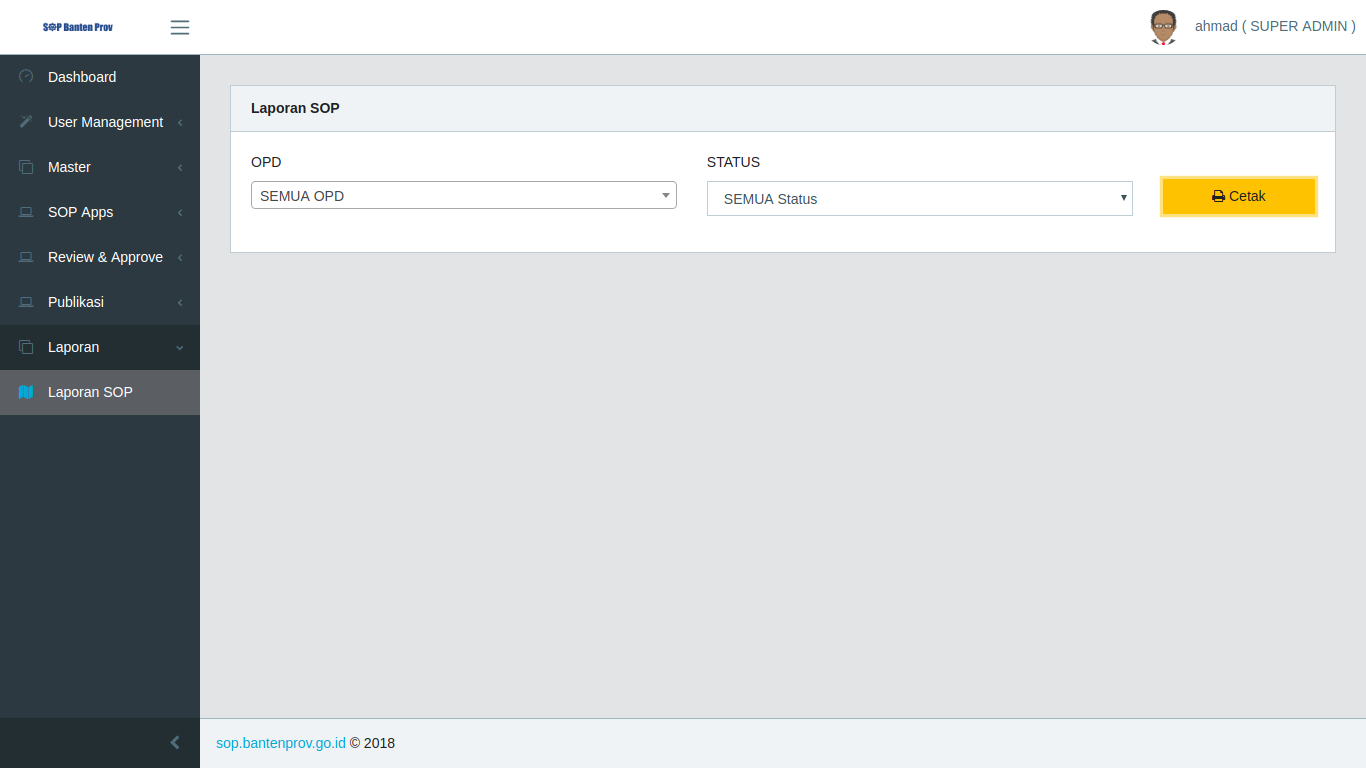 SOP Banten Prov
ahmad ( SUPER ADMIN )
Dashboard
User Management
Master
SOP Apps
Review & Approve
Publikasi
Laporan
Laporan SOP
Laporan SOP
OPD
SEMUA OPD
STATUS
SEMUA Status
Cetak
sop.bantenprov.go.id © 2018